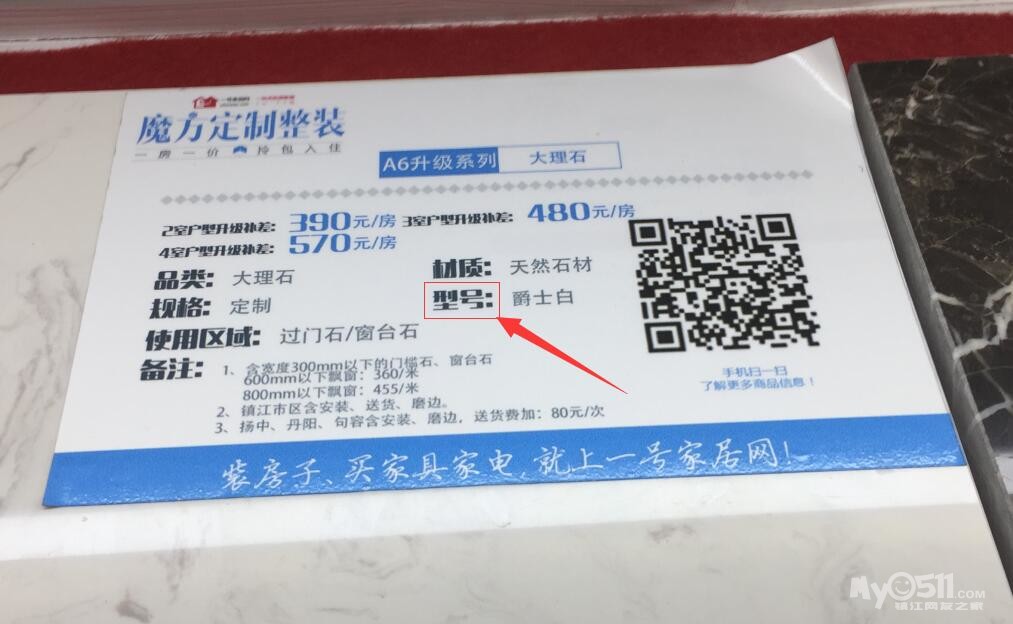 一号家居网
魔方定制整装
一房一价 拎包入住
A6升级系列 大理石
2室户型升级补差: 390元/房 3室户型升级补差: 480元/房
4室户型升级补差: 570元/房
品类: 大理石 材质: 天然石材
规格: 定制 型号: 爵士白
使用区域: 过门石/窗台石
备注: 1、含宽度300mm以下的门槛石、窗台石
600mm以下飘窗: 360/米
800mm以下飘窗: 455/米
2、镇江市区含安装、送货、磨边。
3、扬中、丹阳、句容含安装、磨边，送货费加: 80元/次
手机扫一扫
了解更多商品信息！
装房子、买家具家电,就上一号家居网!
My0511.COM
镇江网友之家